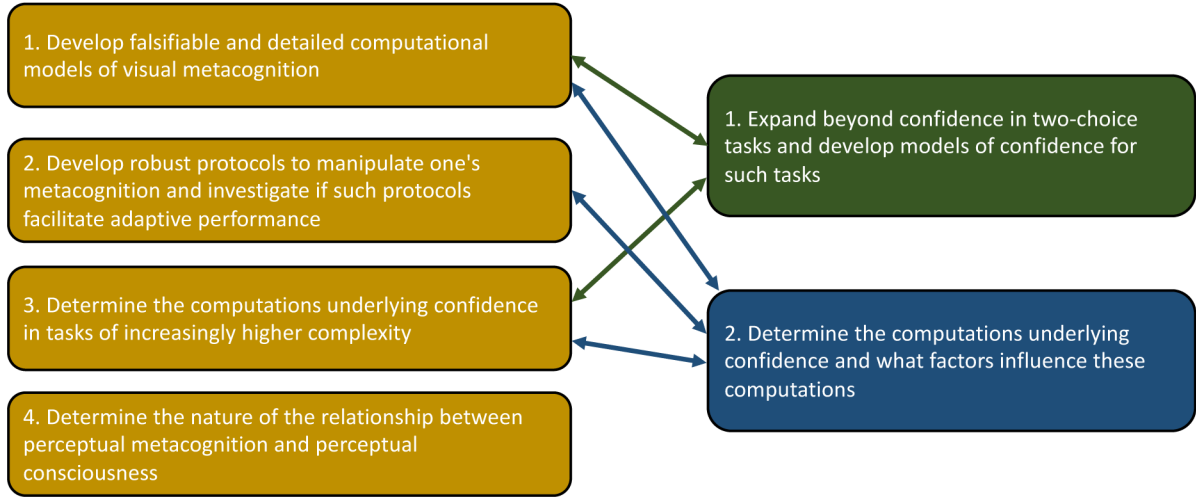 1. Develop falsifiable and detailed computational
models of visual metacognition
2. Develop robust protocols to manipulate one's
metacognition and investigate if such protocols
facilitate adaptive performance
3. Determine the computations underlying confidence
in tasks of increasingly higher complexity
4. Determine the nature of the relationship between
perceptual metacognition and perceptual
consciousness
1. Expand beyond confidence in two-choice
tasks and develop models of confidence for
such tasks
2. Determine the computations underlying
confidence and what factors influence these
computations